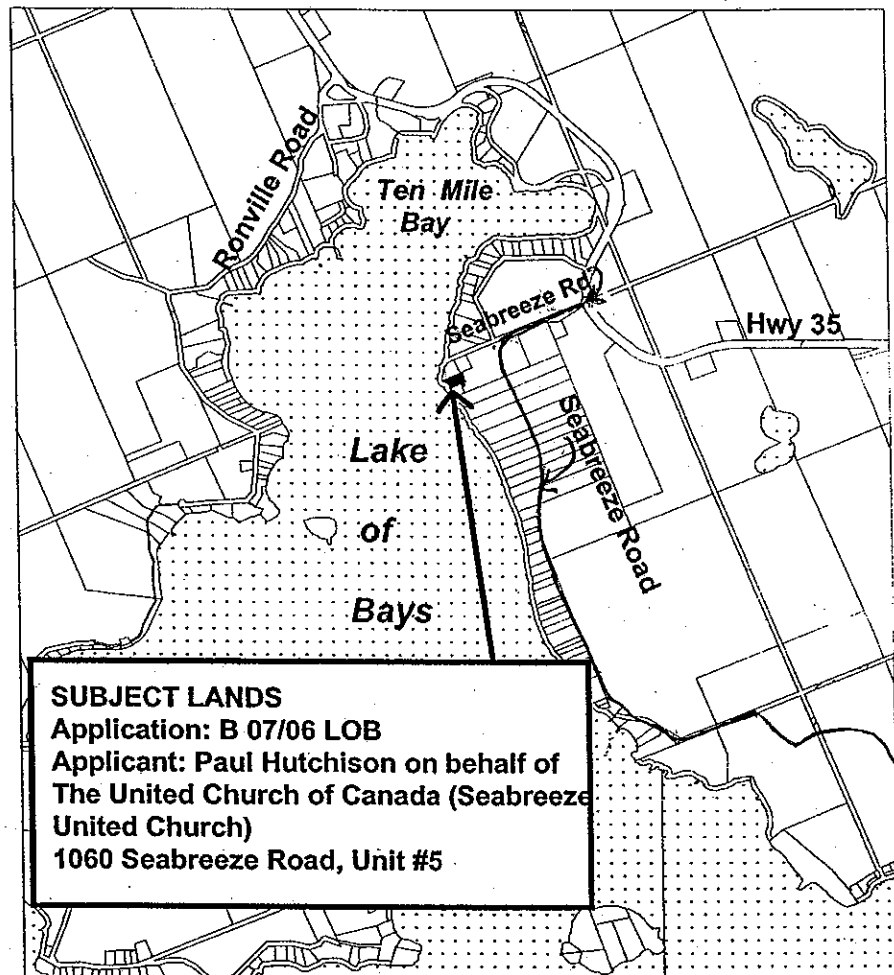 Ronville Road
Ten Mile
Bay
Seabreeze Rd
Hwy 35
Seabreeze Road
Lake
of
Bays
SUBJECT LANDS
Application: B 07/06 LOB
Applicant: Paul Hutchison on behalf of
The United Church of Canada (Seabreeze
United Church)
1060 Seabreeze Road, Unit #5